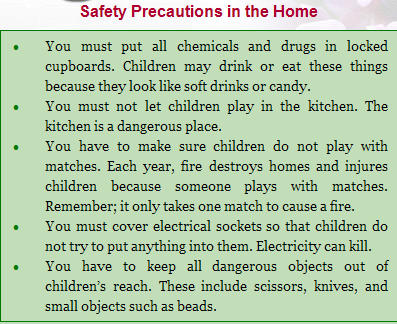 Safety Precautions in the Home
• You must put all chemicals and drugs in locked
cupboards. Children may drink or eat these things
because they look like soft drinks or candy.
• You must not let children play in the kitchen. The
kitchen is a dangerous place.
• You have to make sure children do not play with
matches. Each year, fire destroys homes and injures
children because someone plays with matches.
Remember; it only takes one match to cause a fire.
• You must cover electrical sockets so that children do
not try to put anything into them. Electricity can kill.
• You have to keep all dangerous objects out of
children's reach. These include scissors, knives, and
small objects such as beads.